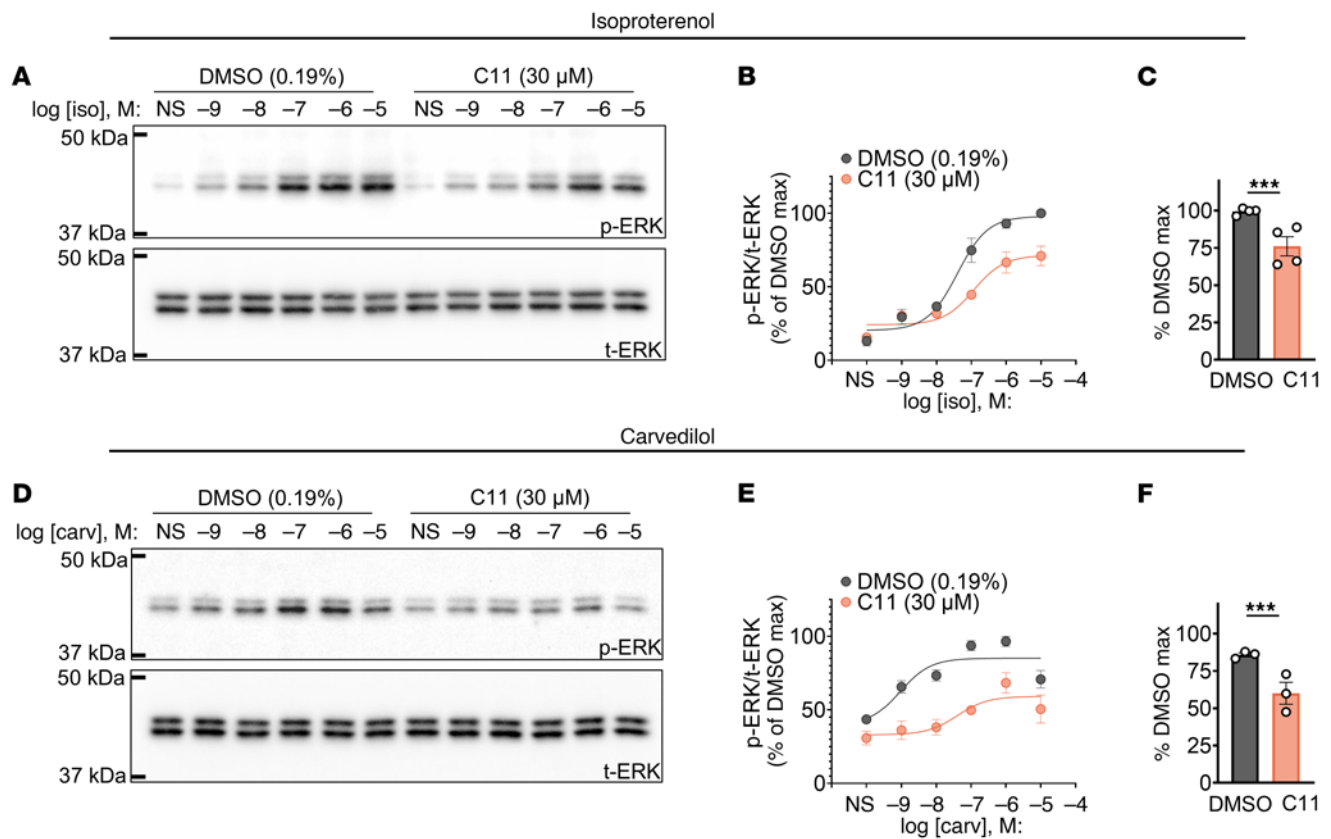 Isoproterenol
A
DMSO (0.19%) C11 (30 µM)
log [iso], M: NS –9 –8 –7 –6 –5 NS –9 –8 –7 –6 –5
50 kDa
p-ERK
37 kDa
50 kDa
t-ERK
37 kDa
B
DMSO (0.19%)
C11 (30 µM)
p-ERK/t-ERK
(% of DMSO max)
100
50
0
NS –9 –8 –7 –6 –5 –4
log [iso], M:
C
***
% DMSO max
100
75
50
25
0
DMSO C11
Carvedilol
D
DMSO (0.19%) C11 (30 µM)
log [carv], M: NS –9 –8 –7 –6 –5 NS –9 –8 –7 –6 –5
50 kDa
p-ERK
37 kDa
50 kDa
t-ERK
37 kDa
E
DMSO (0.19%)
C11 (30 µM)
p-ERK/t-ERK
(% of DMSO max)
100
50
0
NS –9 –8 –7 –6 –5 –4
log [carv], M:
F
***
% DMSO max
100
75
50
25
0
DMSO C11